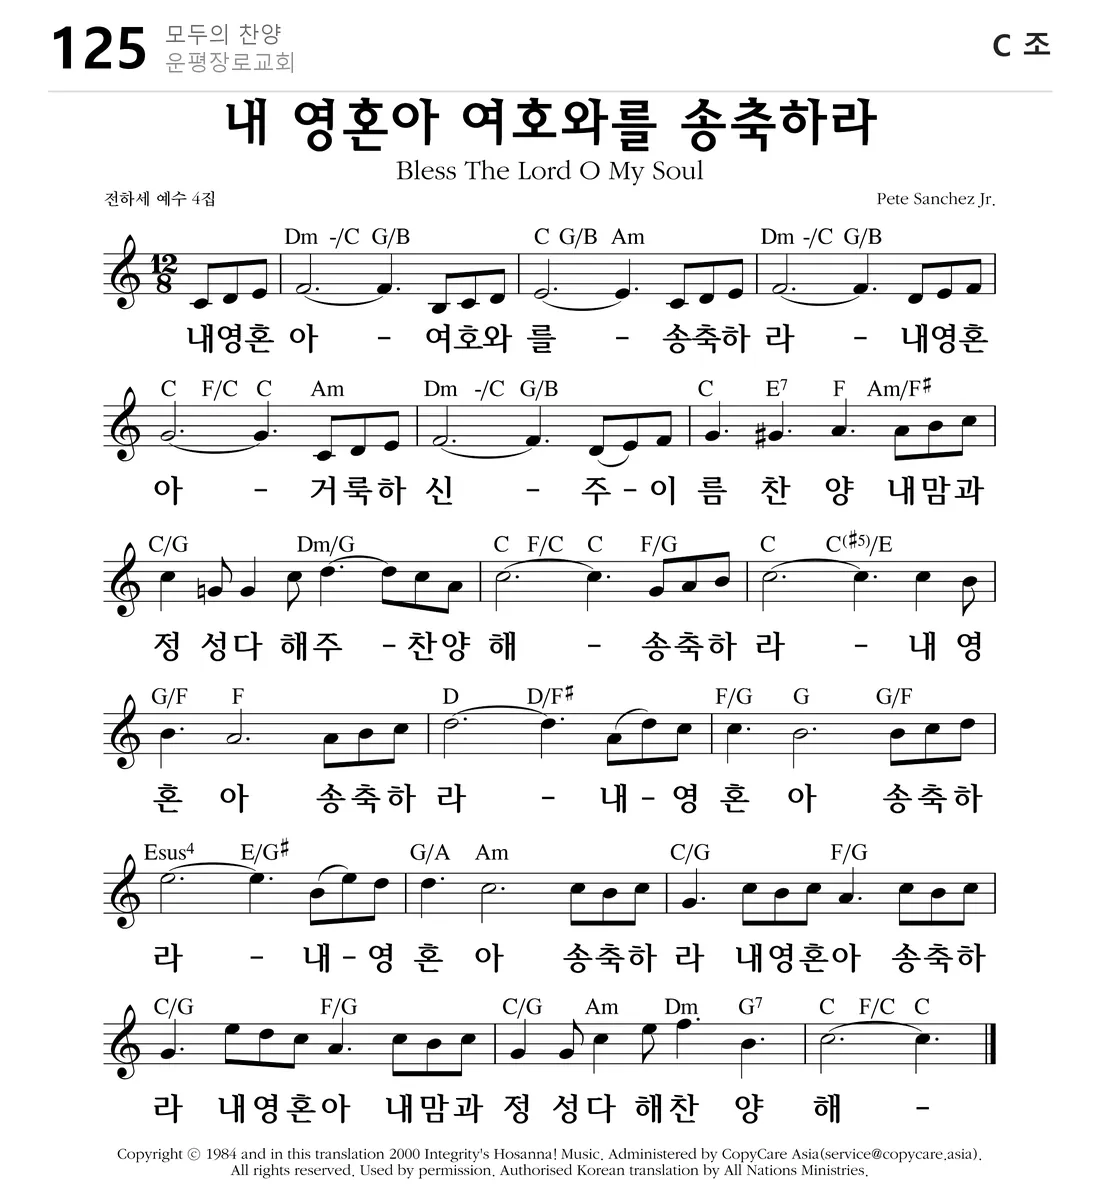 125 모두의 찬양 C 조
운평장로교회
내 영혼아 여호와를 송축하라
Bless The Lord O My Soul
전하세 예수 4집 Pete Sanchez Jr.
Dm -/C G/B C G/B Am Dm -/C G/B
12
8
내영혼 아 - 여호와 를 - 송축하 라 - 내영혼
C F/C C Am Dm -/C G/B C E7 F Am/F♯
아 - 거룩하 신 - 주-이 름 찬 양 내맘과
C/G Dm/G C F/C C F/G C C(♯5)/E
정 성다 해주 -찬양 해 - 송축하 라 - 내 영
G/F F D D/F♯ F/G G G/F
혼 아 송축하 라 - 내-영 혼 아 송축하
Esus4 E/G♯ G/A Am C/G F/G
라 - 내-영 혼 아 송축하 라 내영혼아 송축하
C/G F/G C/G Am Dm G7 C F/C C
라 내영혼아 내맘과 정 성다 해찬 양 해 -
Copyright ⓒ 1984 and in this translation 2000 Integrity's Hosanna! Music. Administered by CopyCare Asia(service@copycare.asia).
All rights reserved. Used by permission. Authorised Korean translation by All Nations Ministries.